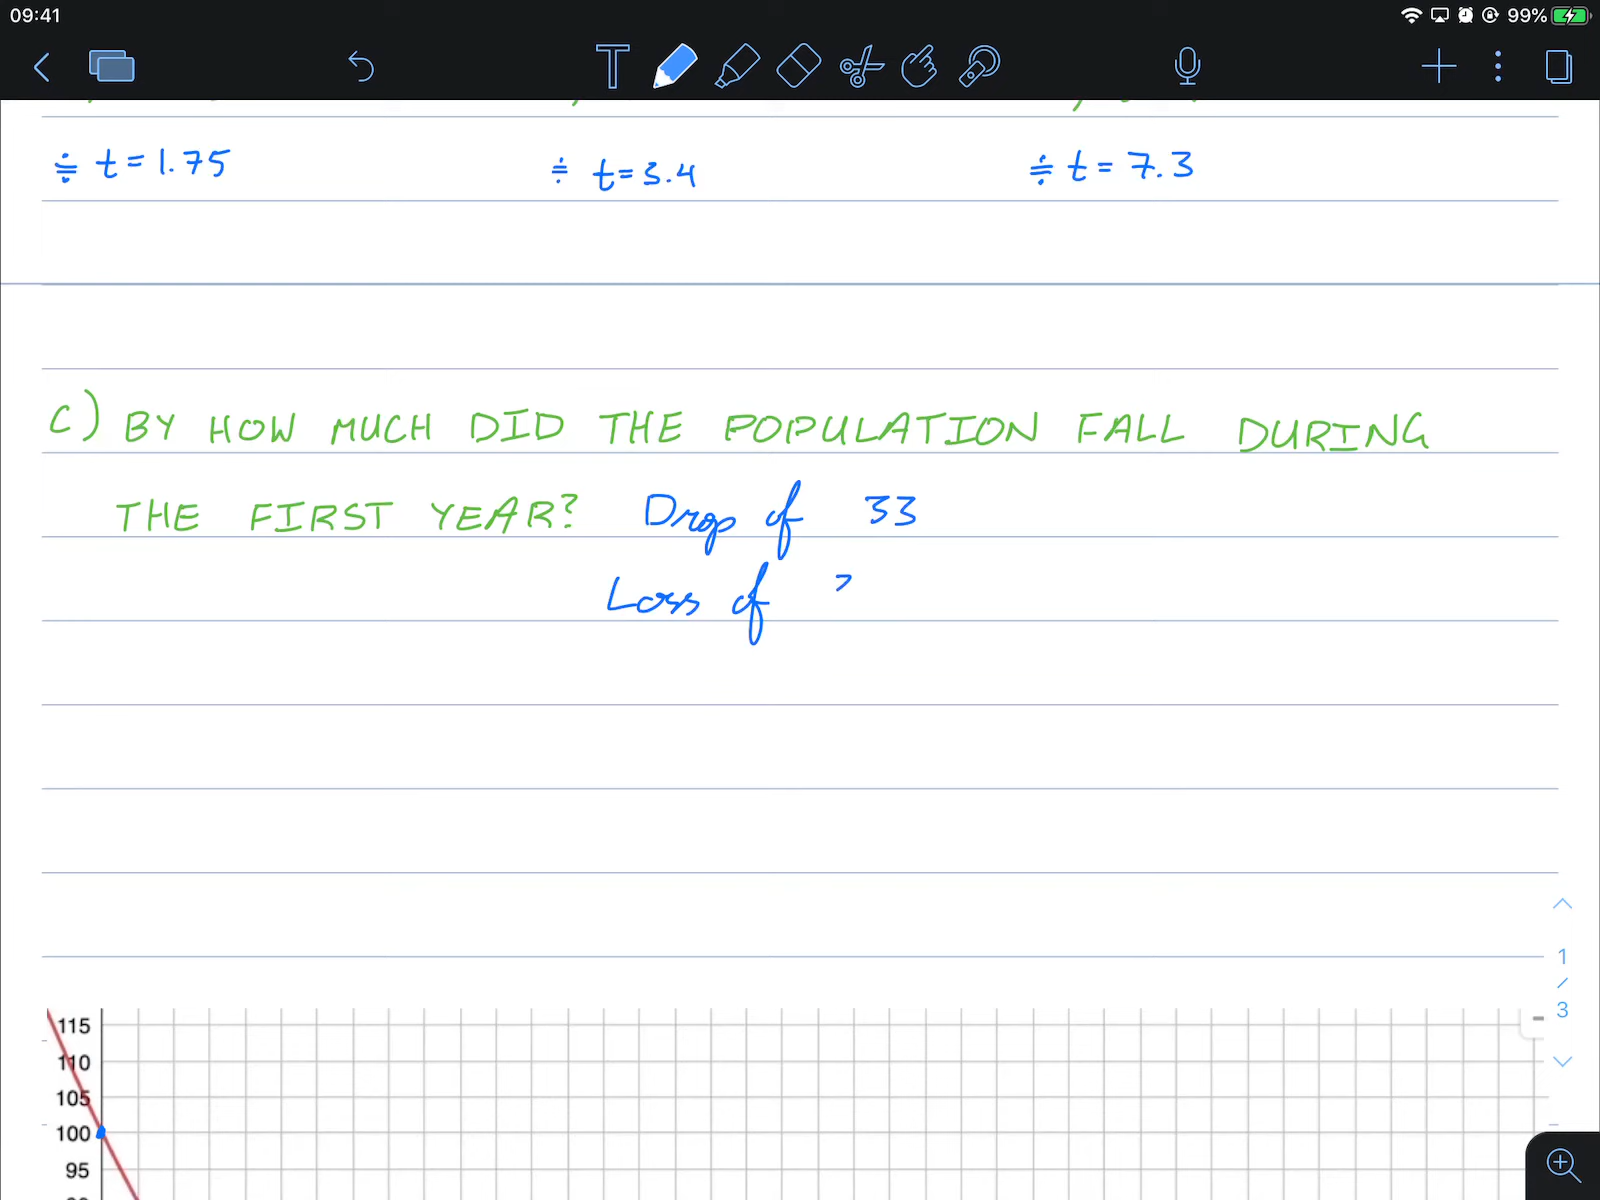 09:41 99%
÷ t = 1.75 ÷ t = 3.4 ÷ t = 7.3
C) BY HOW MUCH DID THE POPULATION FALL DURING
THE FIRST YEAR? Drop of 33
Loss of
1
/
3
115
110
105
100
95